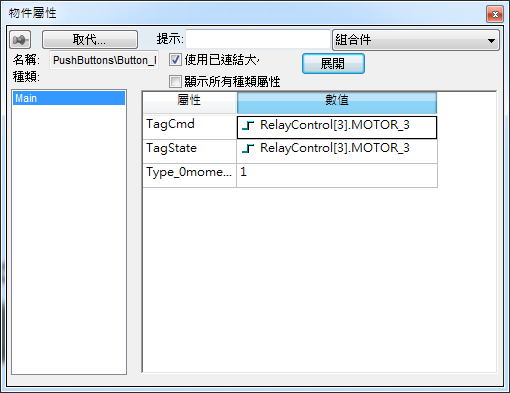 物件屬性
取代...
提示:
組合件
名稱:
PushButtons\Button_
使用已連結大
展開
種類:
顯示所有種類屬性
Main
屬性
數值
TagCmd
RelayControl[3].MOTOR_3
TagState
RelayControl[3].MOTOR_3
Type_0mome...
1